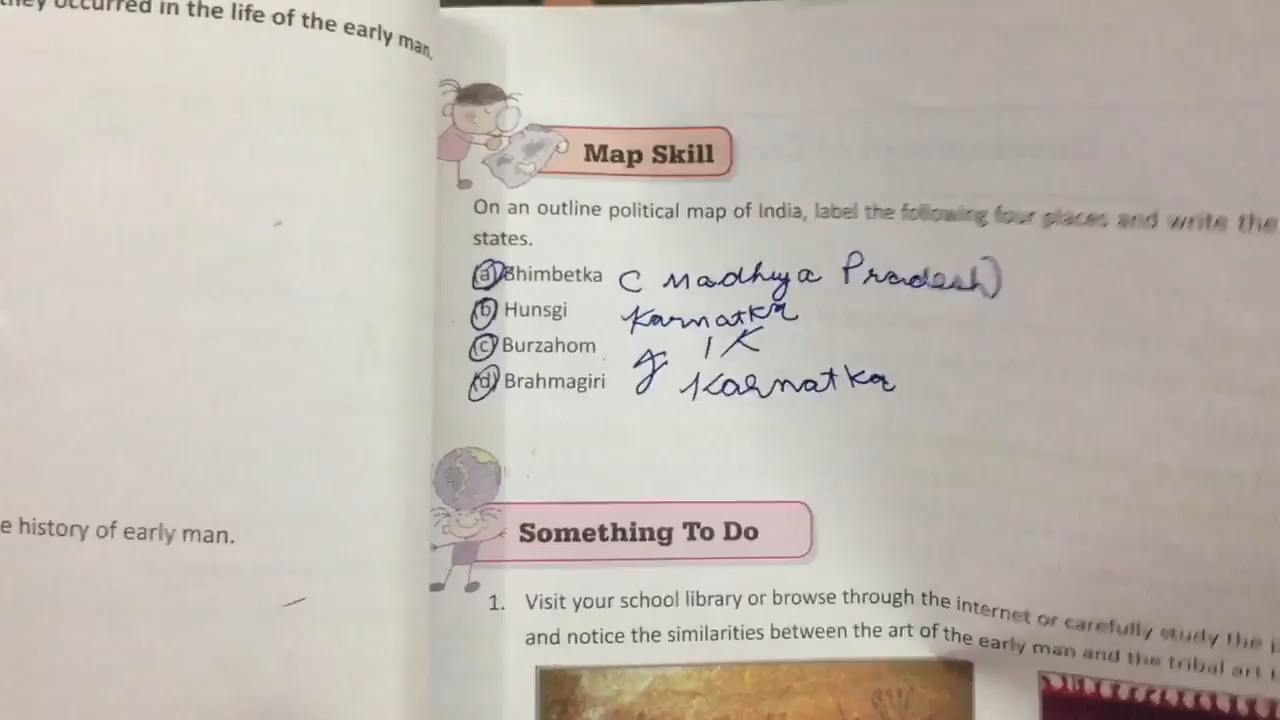 they occurred in the life of the early man.
e history of early man.
Map Skill
On an outline political map of India, label the following four places and write the
states.
(a) Bhimbetka ( Madhya Pradesh)
(b) Hunsgi Karnatka
(c) Burzahom J / K
(d) Brahmagiri Karnatka
Something To Do
1. Visit your school library or browse through the internet or carefully study the
and notice the similarities between the art of the early man and the tribal art